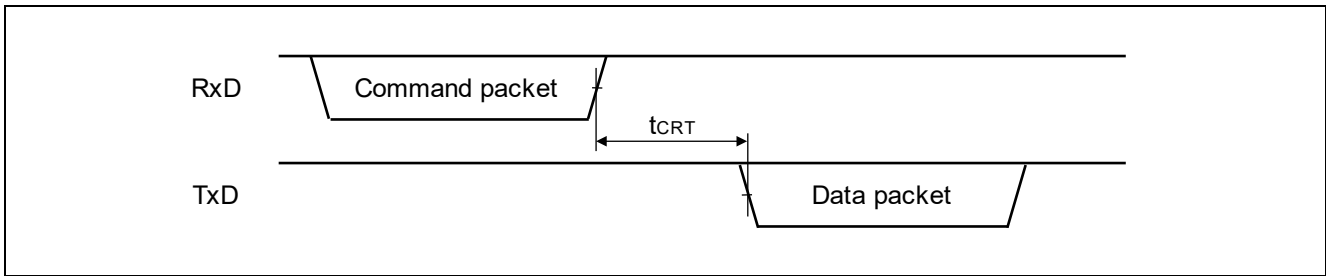 RxD
Command packet
tCRT
TxD
Data packet